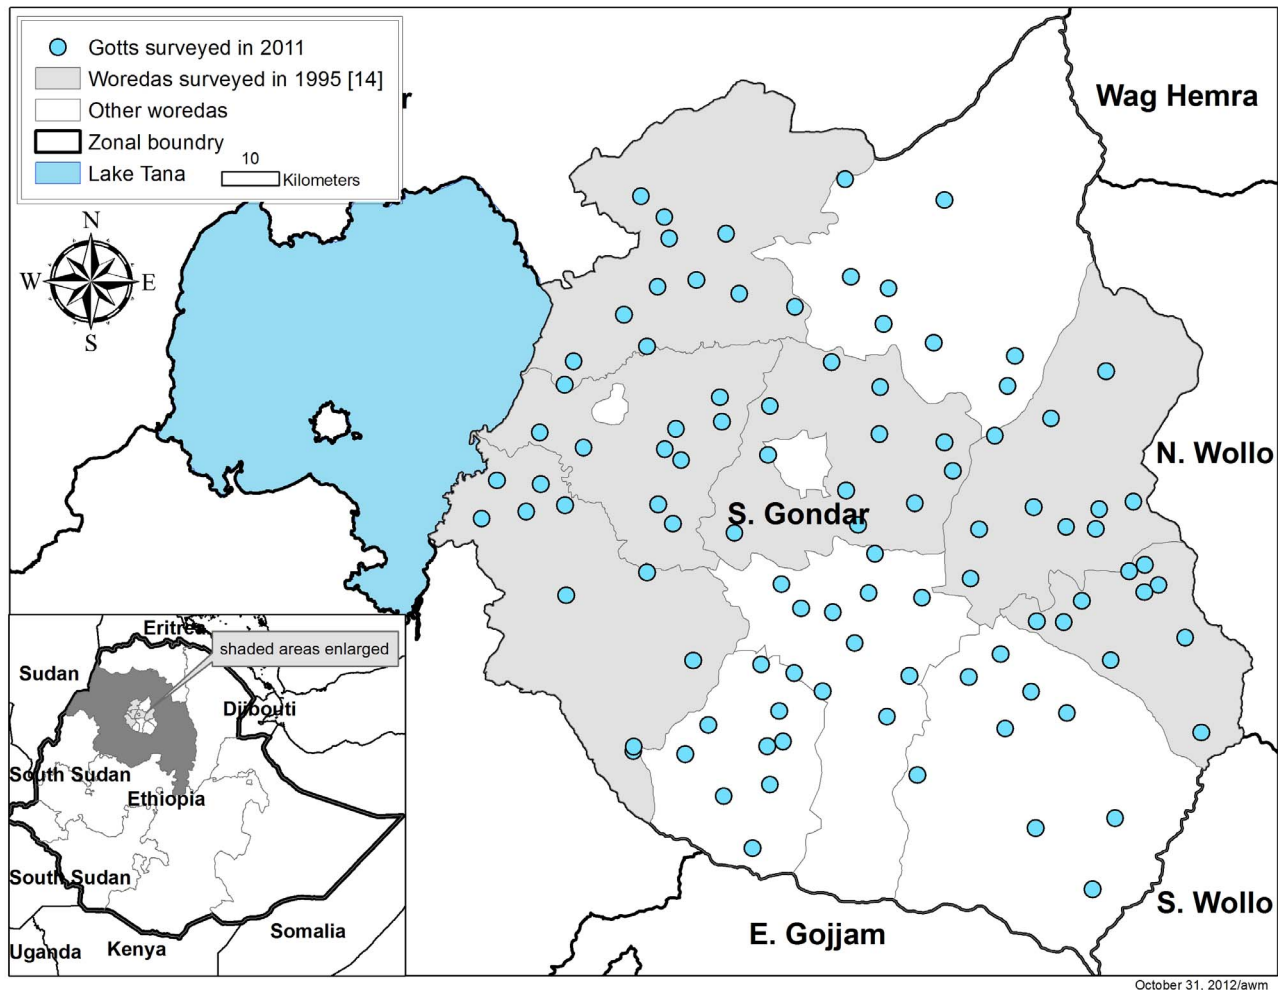 Gotts surveyed in 2011
Woredas surveyed in 1995 [14]
Other woredas
Zonal boundry
Lake Tana
10
Kilometers
r
Wag Hemra
N
W
E
S
N. Wollo
S. Gondar
Eritrea
shaded areas enlarged
Sudan
Djibouti
South Sudan
Ethiopia
South Sudan
Somalia
Uganda
Kenya
E. Gojjam
S. Wollo
October 31. 2012/awm